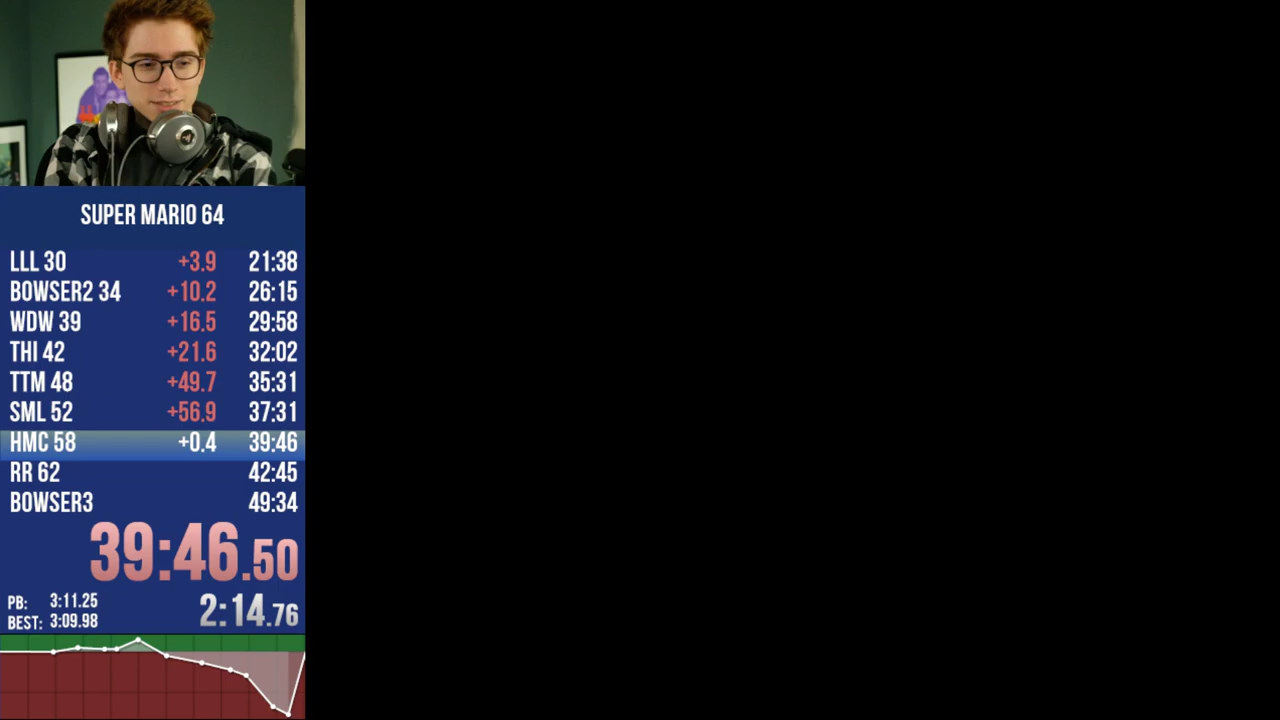 SUPER MARIO 64
LLL 30 +3.9 21:38
BOWSER2 34 +10.2 26:15
WDW 39 +16.5 29:58
THI 42 +21.6 32:02
TTM 48 +49.7 35:31
SML 52 +56.9 37:31
HMC 58 +0.4 39:46
RR 62 42:45
BOWSER3 49:34
39:46.50
PB: 3:11.25 2:14.76
BEST: 3:09.98